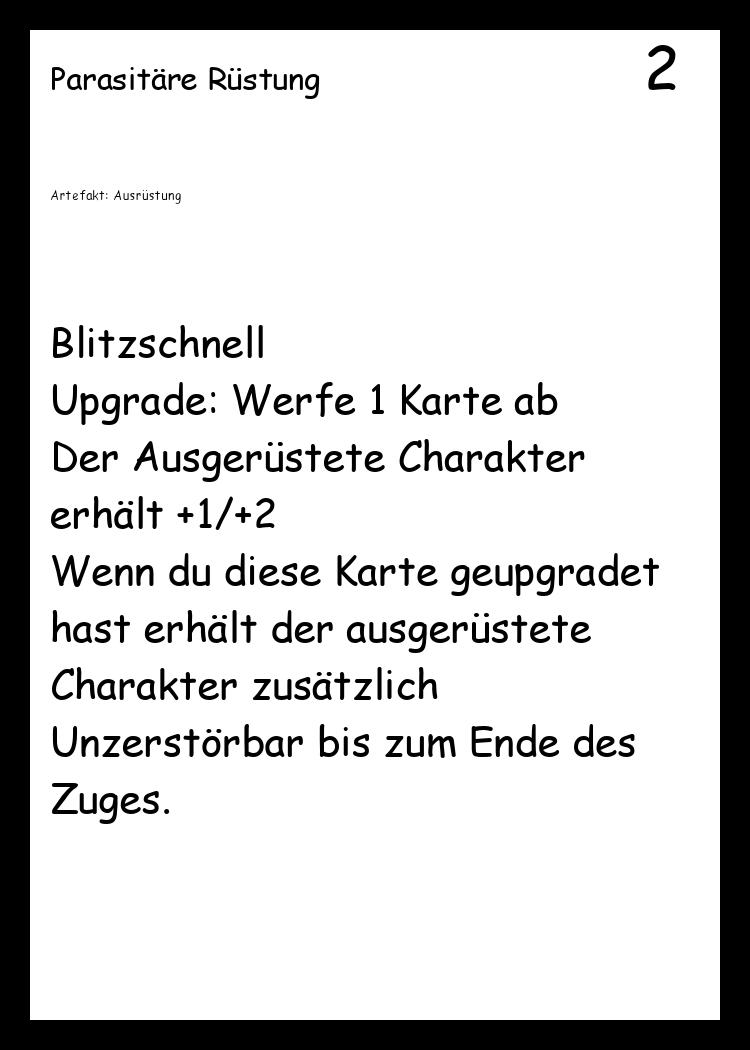 Parasitäre Rüstung
2
Artefakt: Ausrüstung
Blitzschnell
Upgrade: Werfe 1 Karte ab
Der Ausgerüstete Charakter
erhält +1/+2
Wenn du diese Karte geupgradet
hast erhält der ausgerüstete
Charakter zusätzlich
Unzerstörbar bis zum Ende des
Zuges.